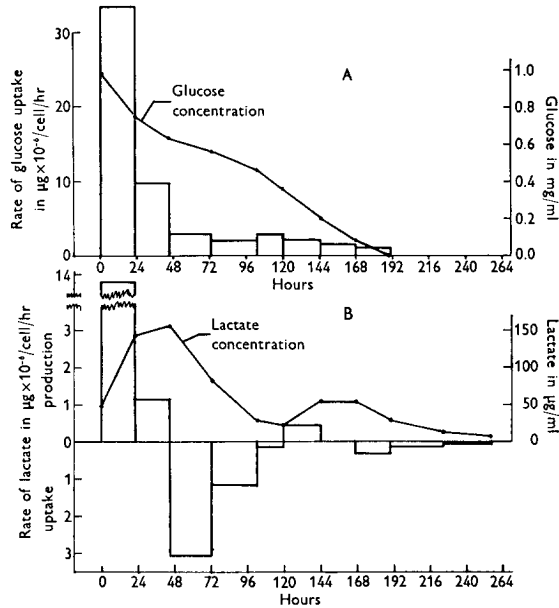 A
Rate of glucose uptake
in µg×10⁻⁶/cell/hr
30
20
10
0
Glucose
concentration
1.0
0.8
0.6
0.4
0.2
0.0
Glucose in mg/ml
0 24 48 72 96 120 144 168 192 216 240 264
Hours
B
Rate of lactate in µg×10⁻⁶/cell/hr
production
uptake
14
3
2
1
0
1
2
3
Lactate
concentration
150
100
50
0
Lactate in µg/ml
0 24 48 72 96 120 144 168 192 216 240 264
Hours